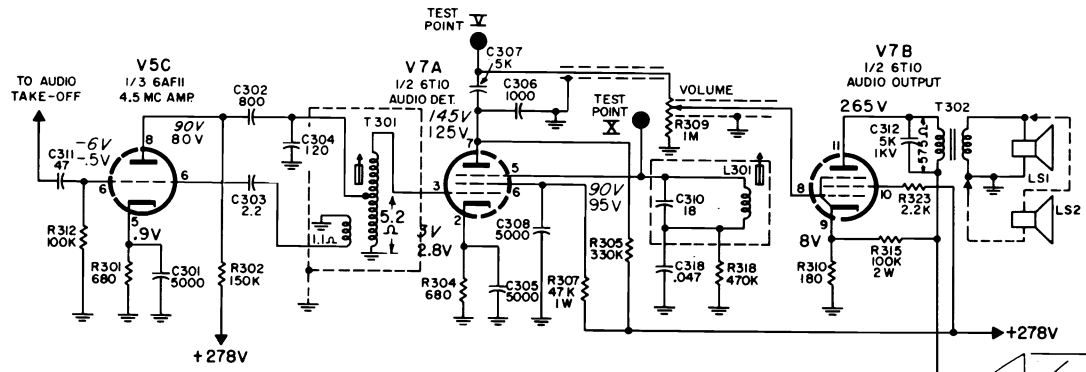 TEST
POINT V
V5C
1/3 6AF11
4.5 MC AMP.
V7A
1/2 6T10
AUDIO DET.
V7B
1/2 6T10
AUDIO OUTPUT
TO AUDIO
TAKE-OFF
C307
5K
C306
1000
TEST
POINT
X
VOLUME
R309
1M
C302
800
T301
C304
120
145V
125V
7
265V
T302
C312
5K
1KV
.575Ω
11
8
90V
80V
-6V
-.5V
C311
47
6
6
C303
2.2
5
.9V
R312
100K
R301
680
C301
5000
R302
150K
+278V
1.1Ω
5.2
Ω
3
5
6
2
3V
2.8V
C308
5000
R304
680
C305
5000
R307
47K
1W
R305
330K
90V
95V
L301
C310
18
C318
.047
R318
470K
8
10
9
8V
R323
2.2K
R310
180
R315
100K
2W
LS1
LS2
+278V